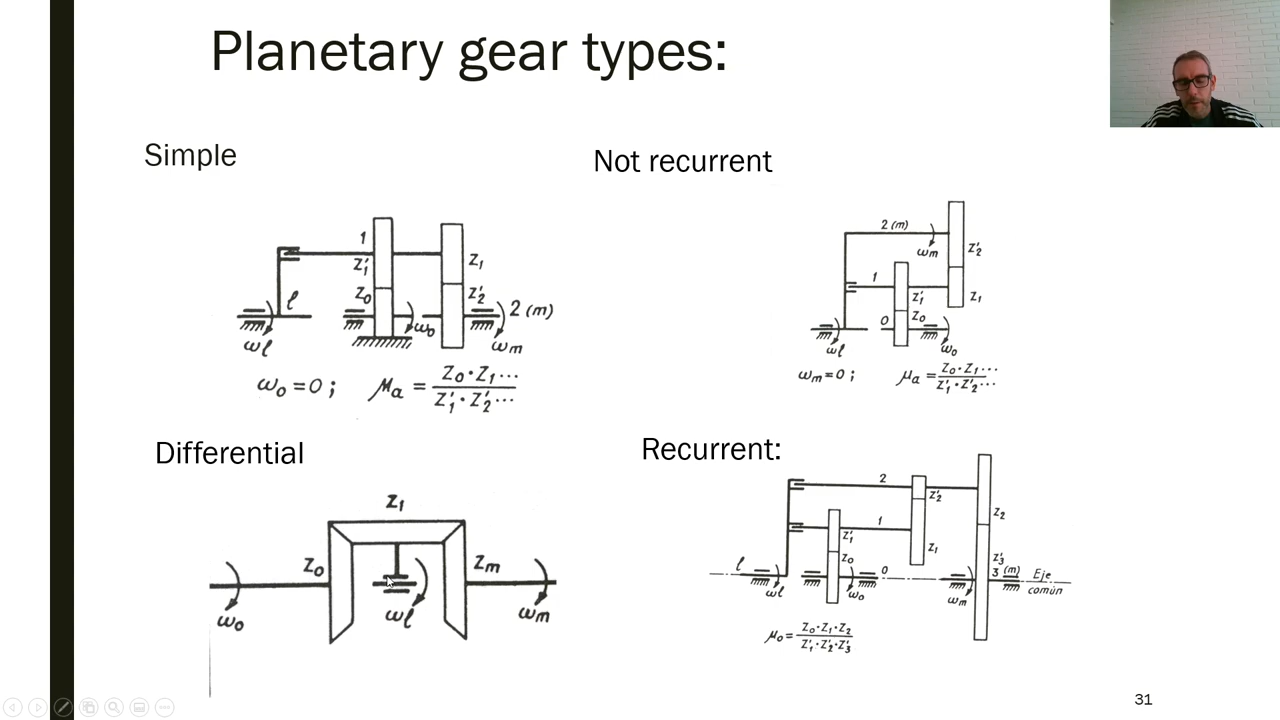 Planetary gear types:
Simple
Not recurrent
1
Z'₁
Z₁
Z₀
Z'₂
l
2 (m)
ω₀
ωl
ωm
ω₀ = 0 ; μa = Z₀·Z₁... / Z'₁·Z'₂...
2 (m)
ωm
Z'₂
1
Z'₁
Z₁
0
Z₀
ωl
ω₀
ωm = 0 ; μa = Z₀·Z₁... / Z'₁·Z'₂...
Differential
Recurrent:
Z₁
Z₀
Zm
ω₀
ωl
ωm
2
Z'₂
Z₂
1
Z'₁
Z₁
Z₀
Z'₃
l
0
3 (m)
Eje
común
ωl
ω₀
ωm
μ₀ = Z₀·Z₁·Z₂ / Z'₁·Z'₂·Z'₃
31